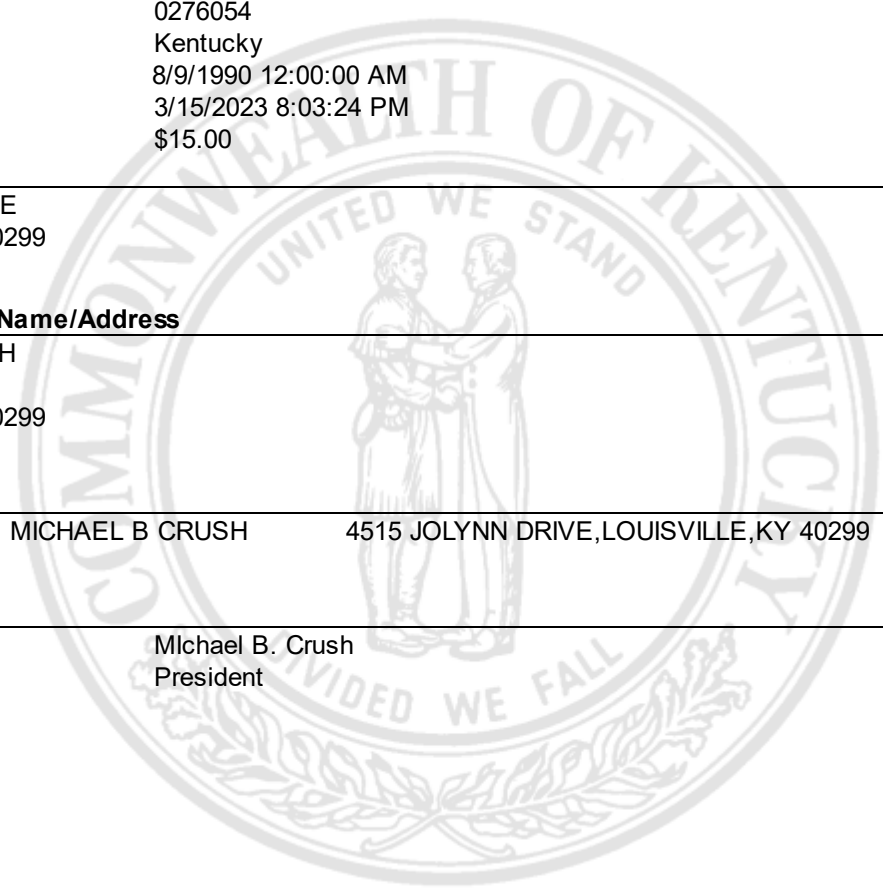 0276054
Kentucky
8/9/1990 12:00:00 AM
3/15/2023 8:03:24 PM
$15.00
E
0299
Name/Address
H
0299
MICHAEL B CRUSH 4515 JOLYNN DRIVE,LOUISVILLE,KY 40299
MIchael B. Crush
President
COMMONWEALTH OF KENTUCKY
UNITED WE STAND
DIVIDED WE FALL